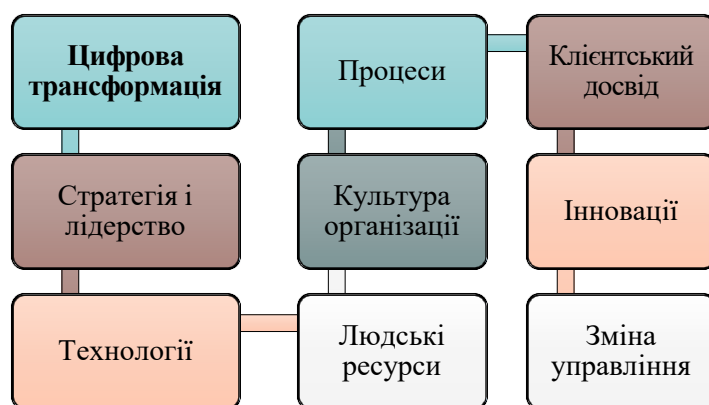 Цифрова
трансформація
Стратегія і
лідерство
Технології
Людські
ресурси
Культура
організації
Процеси
Клієнтський
досвід
Інновації
Зміна
управління